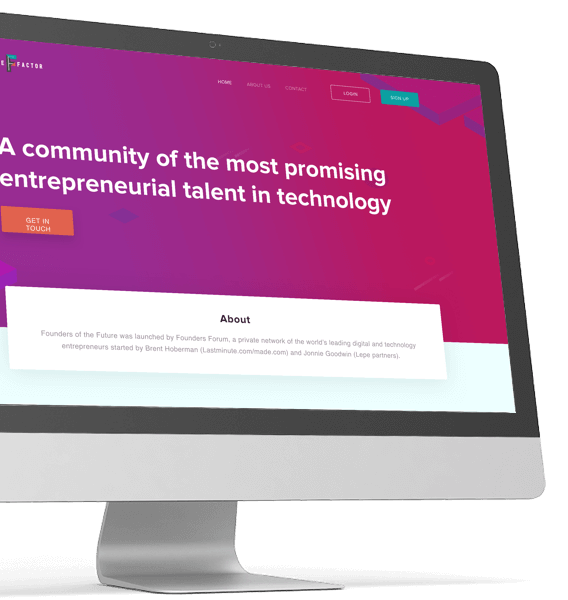 E F FACTOR
HOME ABOUT US CONTACT LOGIN SIGN UP
A community of the most promising
entrepreneurial talent in technology
GET IN
TOUCH
About
Founders of the Future was launched by Founders Forum, a private network of the world's leading digital and technology
entrepreneurs started by Brent Hoberman (Lastminute.com/made.com) and Jonnie Goodwin (Lepe partners).